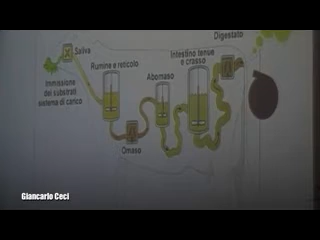 Digestato
Saliva
Intestino tenue
e crasso
Rumine e reticolo
Abomaso
Immissione
dei substrati
sistema di carico
Omaso
Giancarlo Ceci